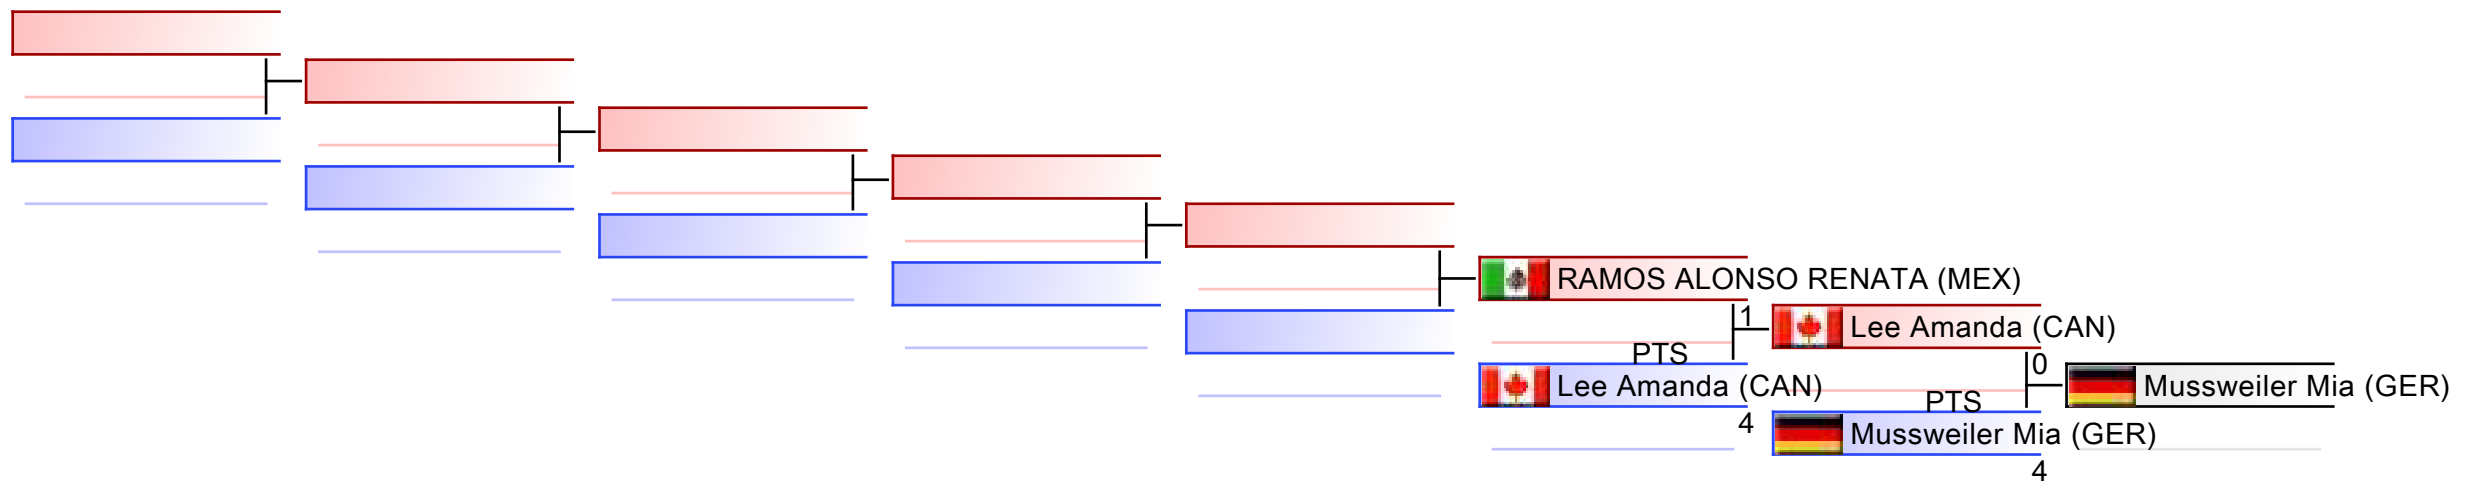 RAMOS ALONSO RENATA (MEX)
1
Lee Amanda (CAN)
PTS
0
Lee Amanda (CAN)
Mussweiler Mia (GER)
PTS
4
Mussweiler Mia (GER)
4